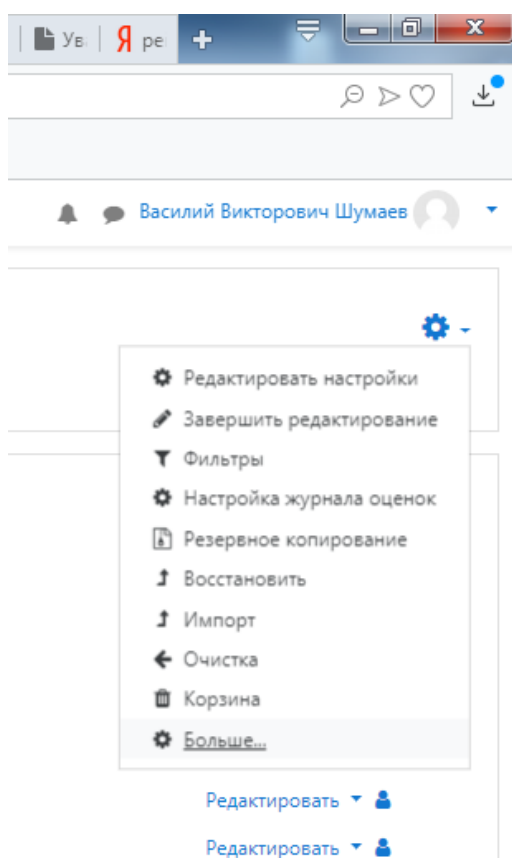 Ув
Я ре
Василий Викторович Шумаев
Редактировать настройки
Завершить редактирование
Фильтры
Настройка журнала оценок
Резервное копирование
Восстановить
Импорт
Очистка
Корзина
Больше...
Редактировать
Редактировать